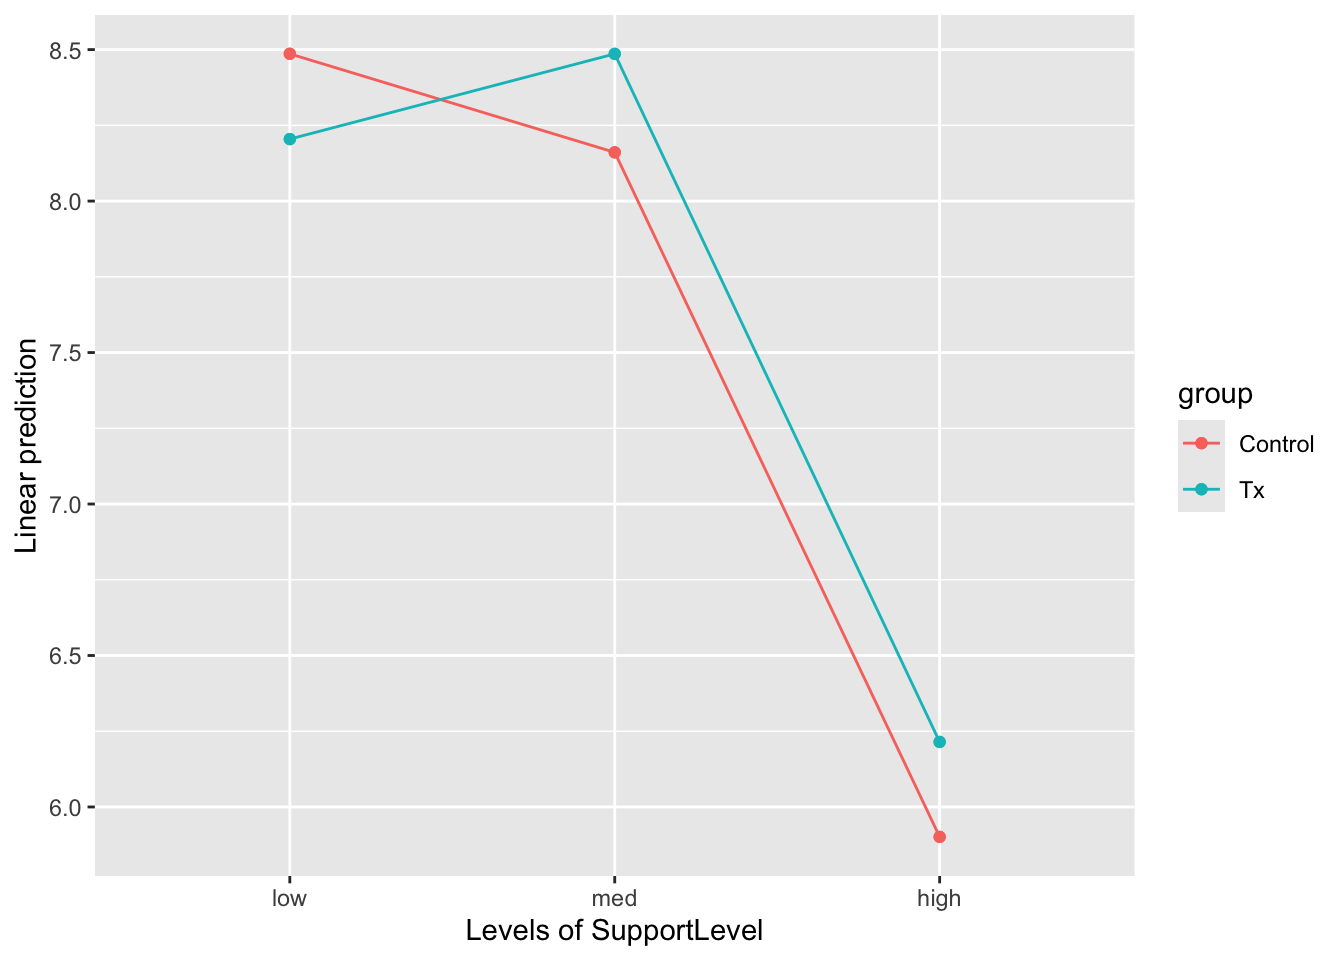 8.5
8.0
7.5
7.0
6.5
6.0
Linear prediction
low med high
Levels of SupportLevel
group
Control
Tx